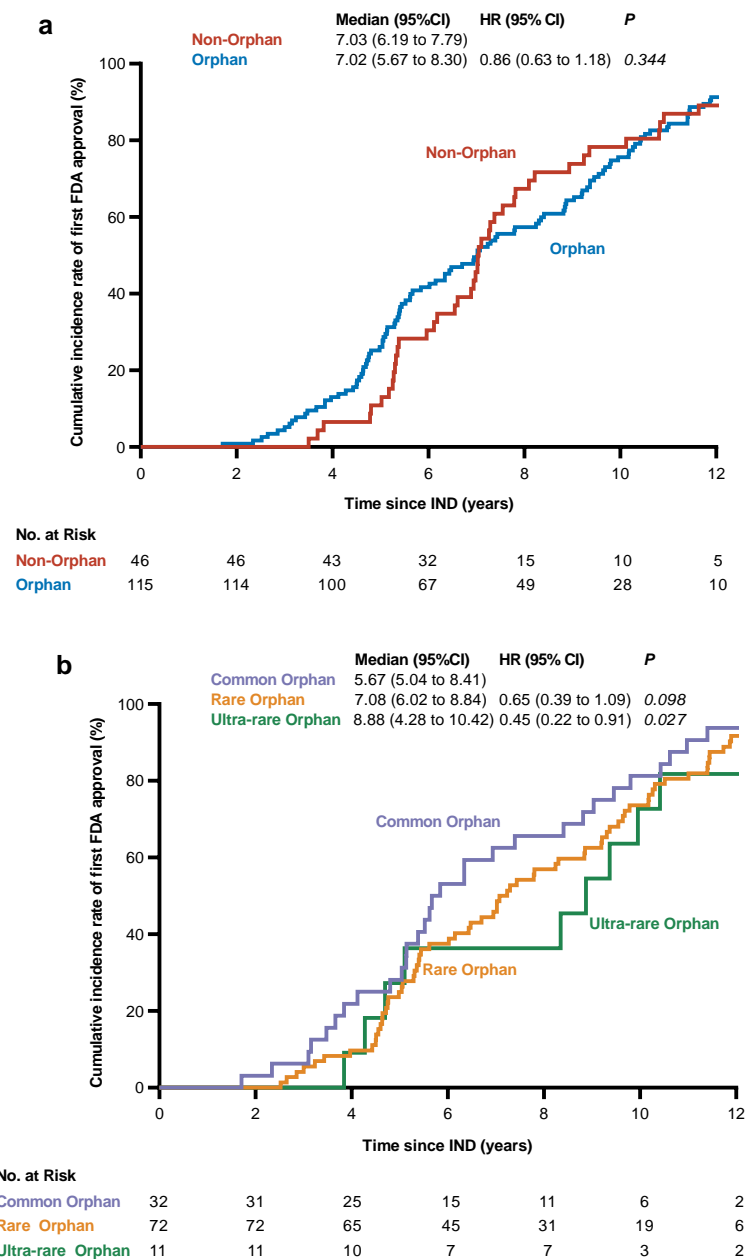 a
Median (95%CI) HR (95% CI) P
Non-Orphan 7.03 (6.19 to 7.79)
Orphan 7.02 (5.67 to 8.30) 0.86 (0.63 to 1.18) 0.344
Cumulative incidence rate of first FDA approval (%)
100
80
60
40
20
0
Non-Orphan
Orphan
0 2 4 6 8 10 12
Time since IND (years)
No. at Risk
Non-Orphan 46 46 43 32 15 10 5
Orphan 115 114 100 67 49 28 10
b
Median (95%CI) HR (95% CI) P
Common Orphan 5.67 (5.04 to 8.41)
Rare Orphan 7.08 (6.02 to 8.84) 0.65 (0.39 to 1.09) 0.098
Ultra-rare Orphan 8.88 (4.28 to 10.42) 0.45 (0.22 to 0.91) 0.027
Cumulative incidence rate of first FDA approval (%)
100
80
60
40
20
0
Common Orphan
Ultra-rare Orphan
Rare Orphan
0 2 4 6 8 10 12
Time since IND (years)
No. at Risk
Common Orphan 32 31 25 15 11 6 2
Rare Orphan 72 72 65 45 31 19 6
Ultra-rare Orphan 11 11 10 7 7 3 2